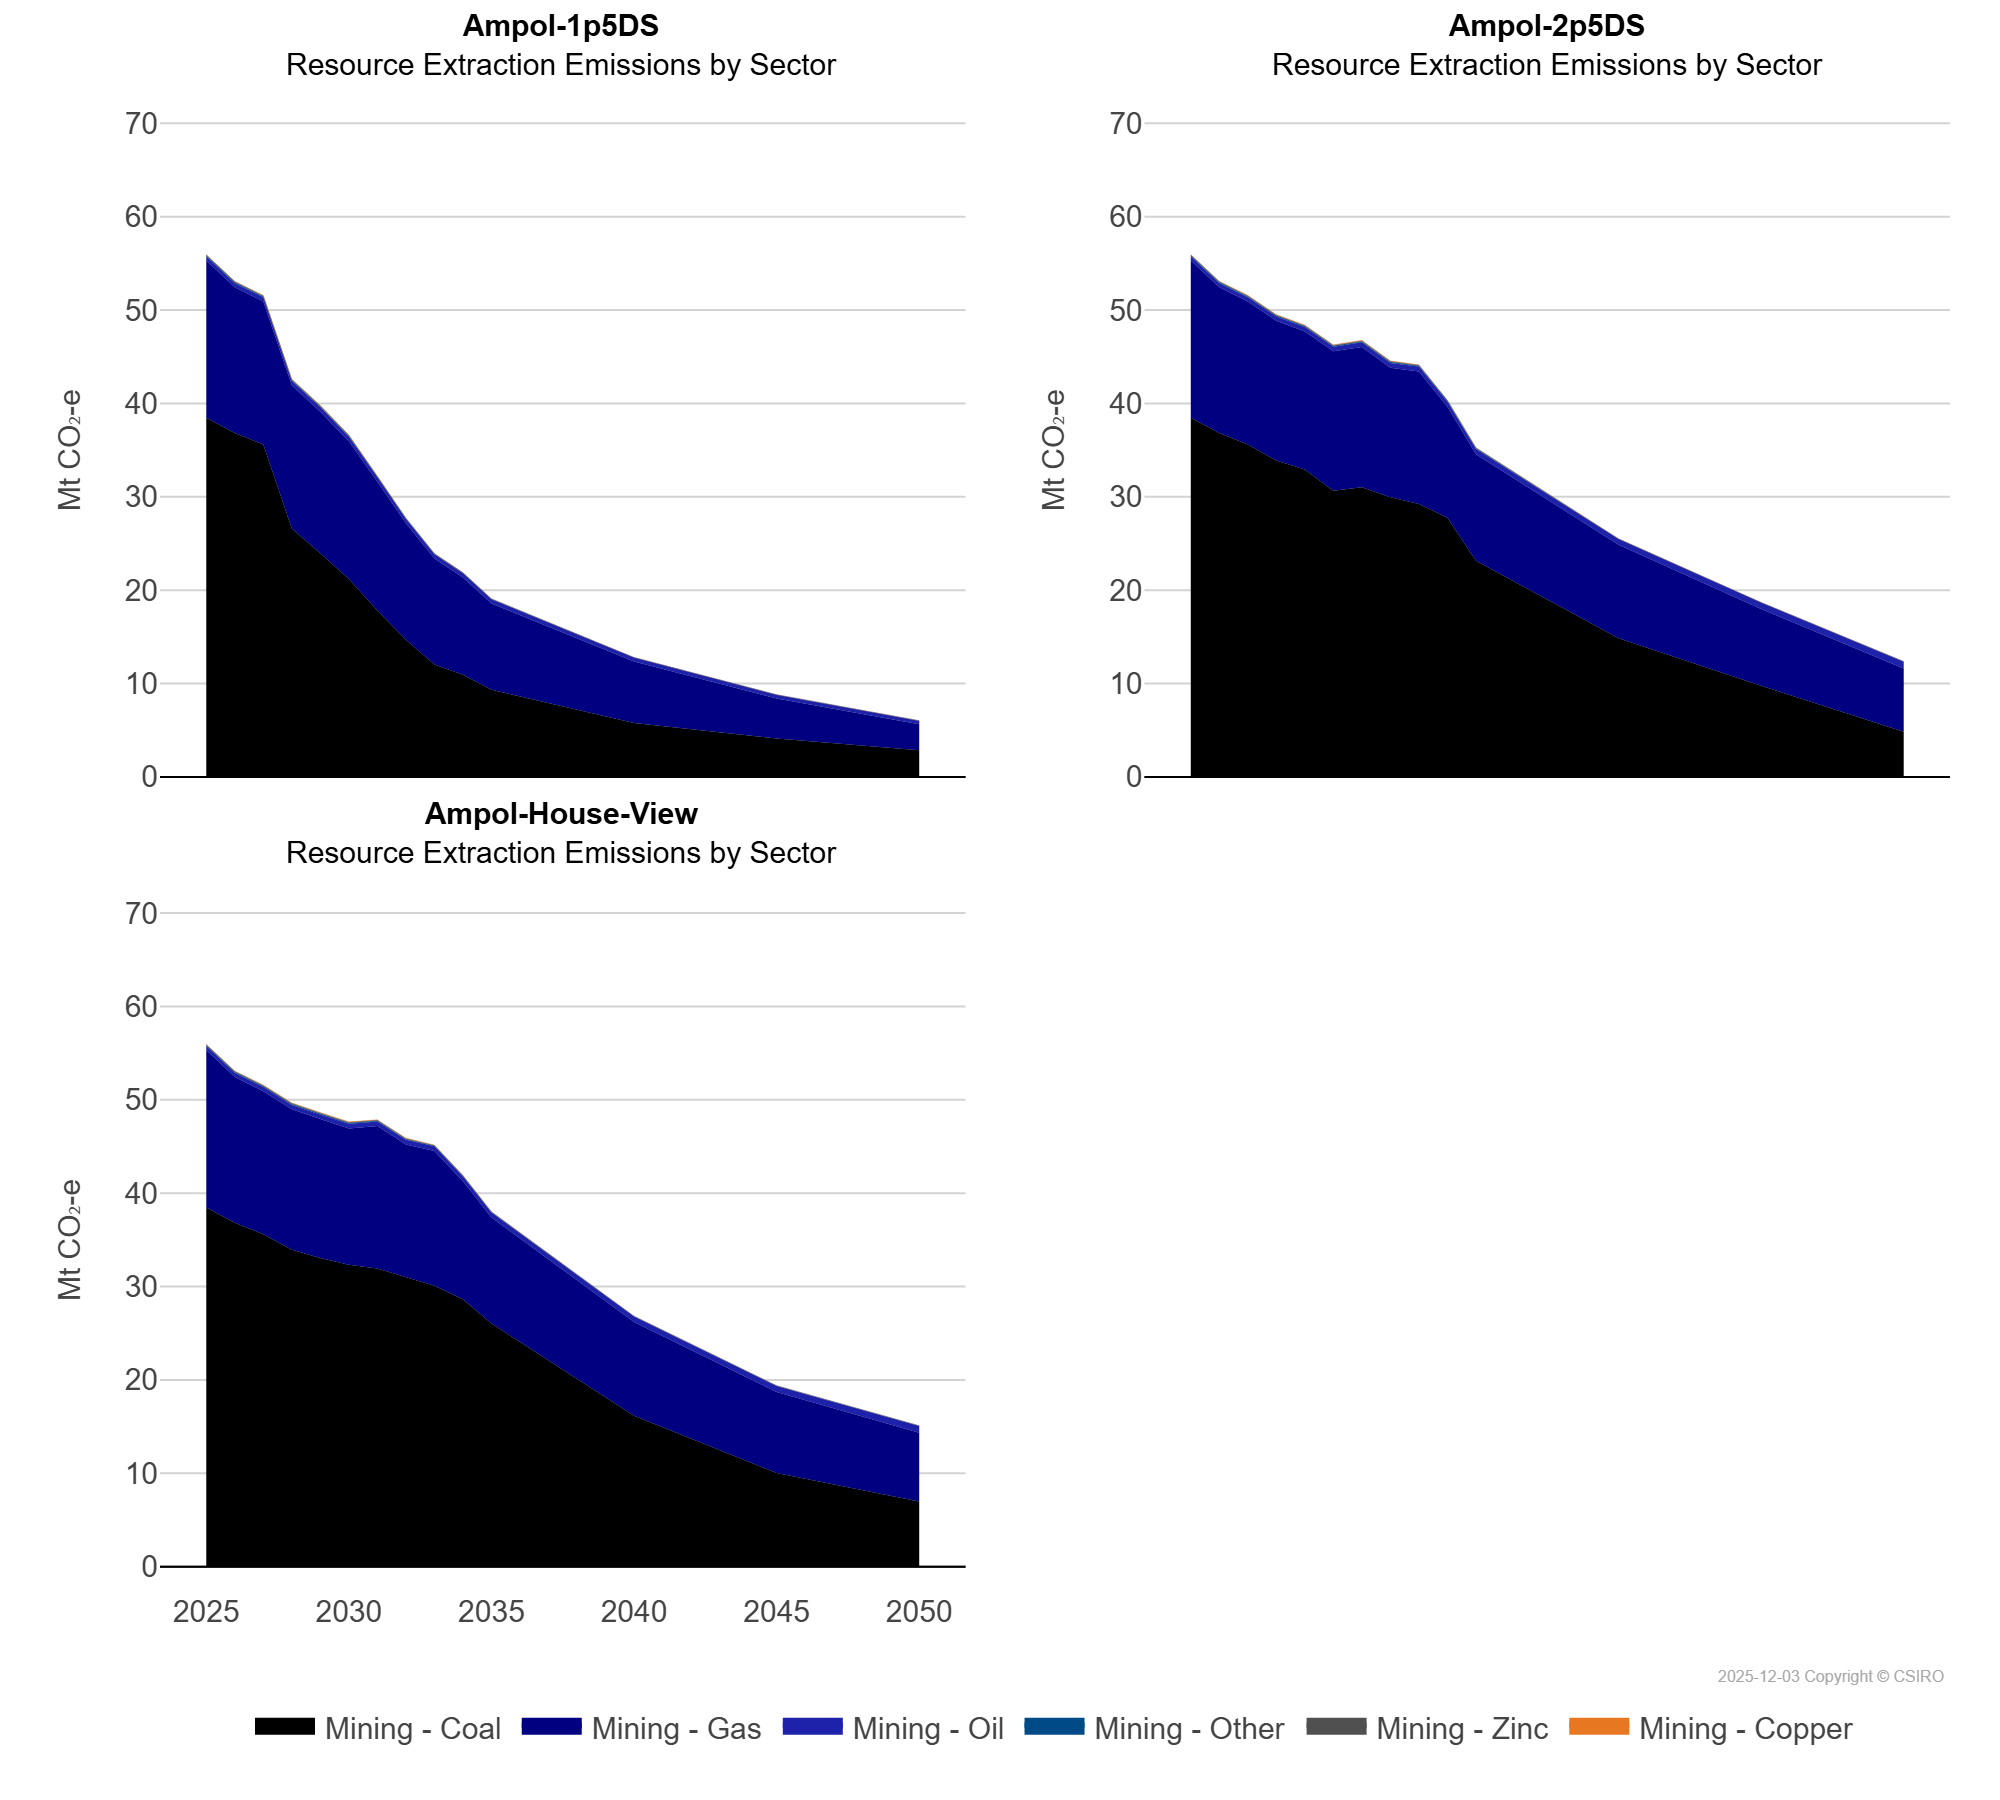 Ampol-1p5DS
Resource Extraction Emissions by Sector
70
60
50
40
30
20
10
0
Mt CO₂-e
Ampol-2p5DS
Resource Extraction Emissions by Sector
70
60
50
40
30
20
10
0
Mt CO₂-e
Ampol-House-View
Resource Extraction Emissions by Sector
70
60
50
40
30
20
10
0
Mt CO₂-e
2025 2030 2035 2040 2045 2050
2025-12-03 Copyright © CSIRO
Mining - Coal Mining - Gas Mining - Oil Mining - Other Mining - Zinc Mining - Copper